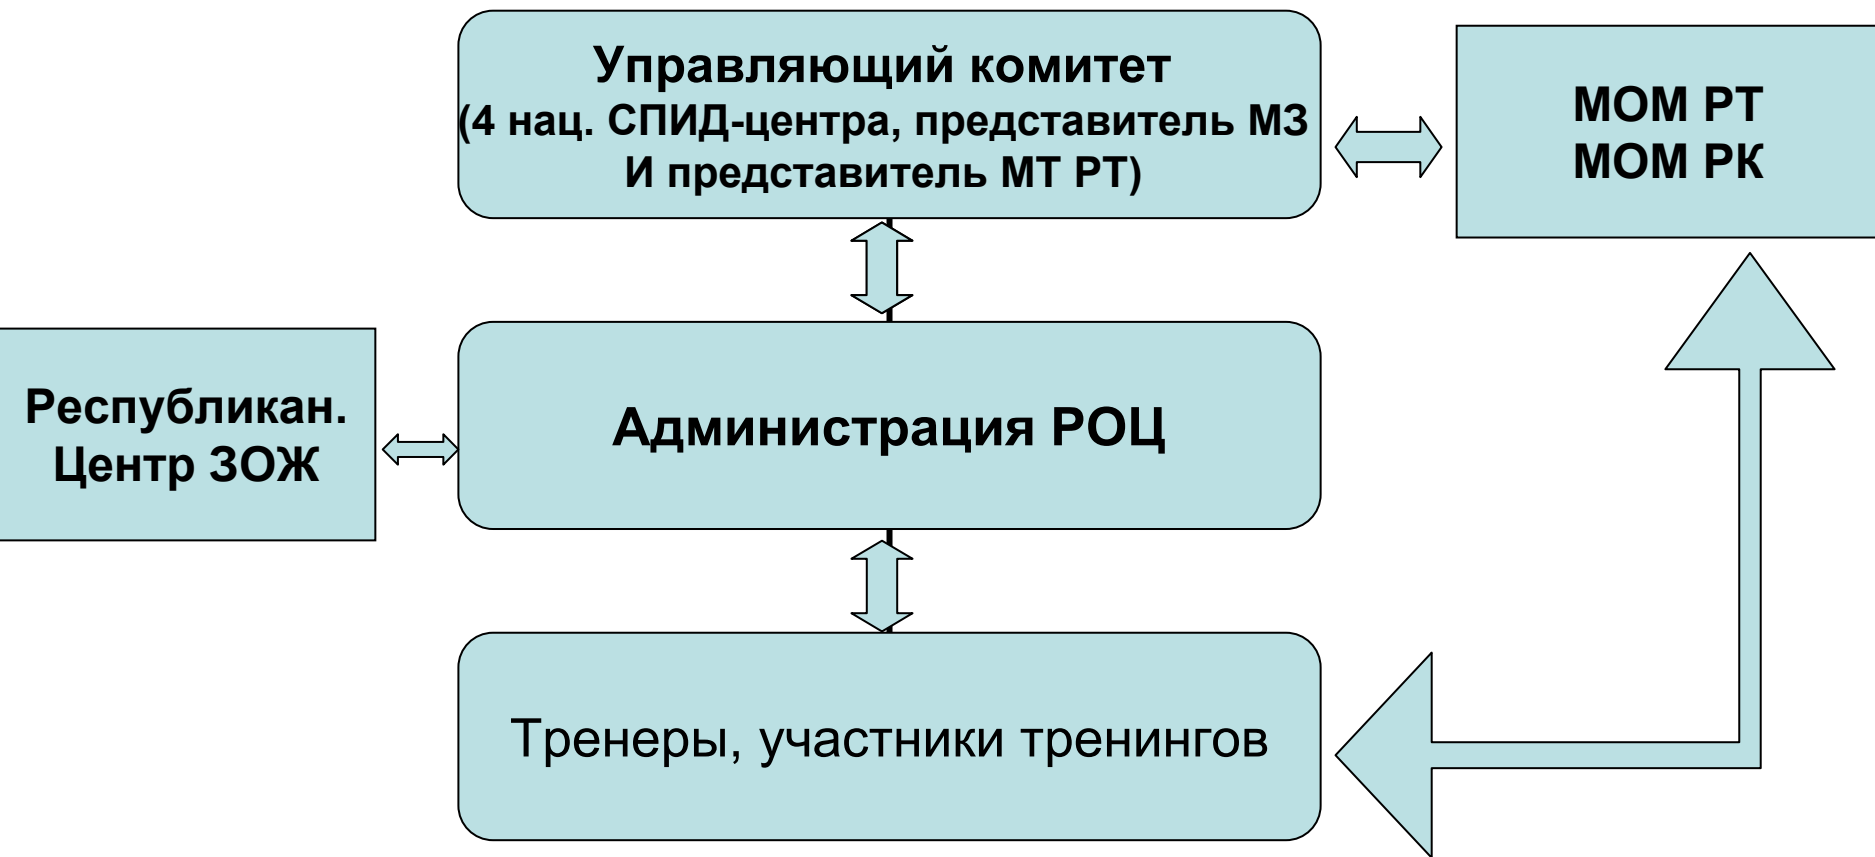 Управляющий комитет
(4 нац. СПИД-центра, представитель МЗ
И представитель МТ РТ)
МОМ РТ
МОМ РК
Республикан.
Центр ЗОЖ
Администрация РОЦ
Тренеры, участники тренингов